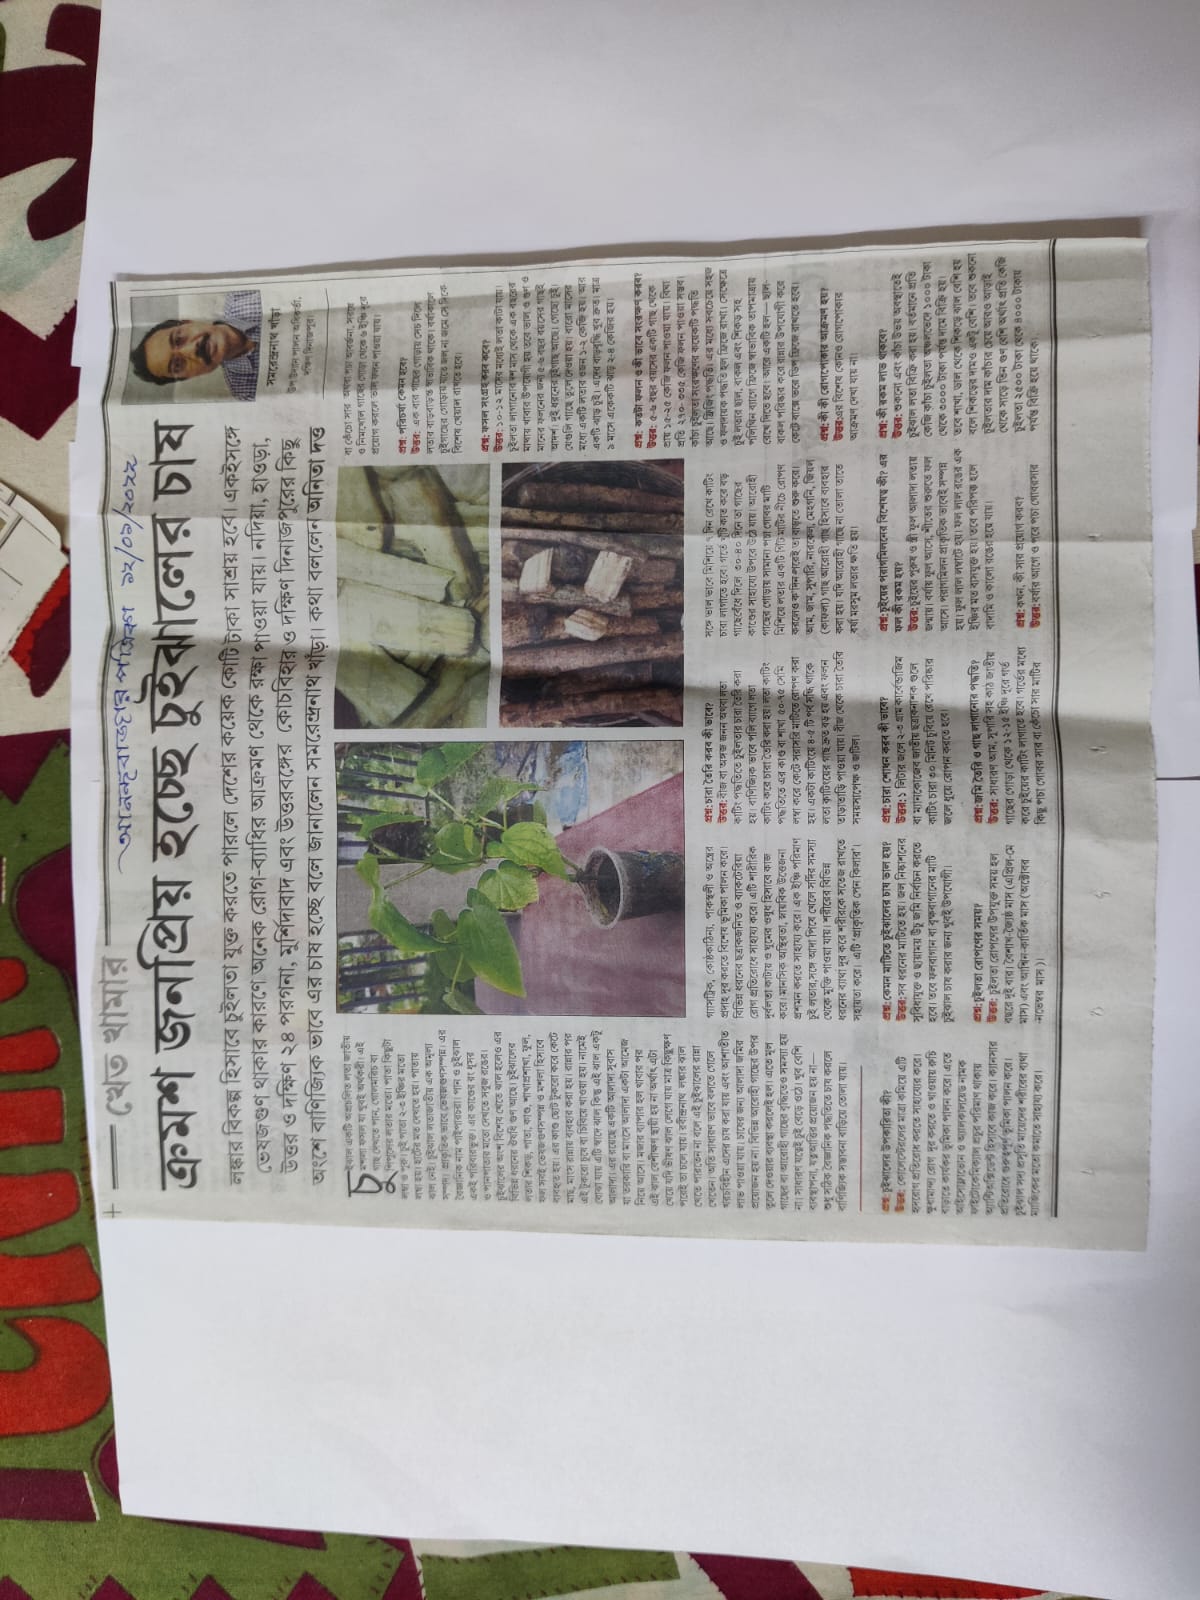 খেত খামার
আনন্দবাজার পত্রিকা ১২/০১/২০২২
ক্রমশ জনপ্রিয় হচ্ছে চুইঝালের চাষ
লঙ্কার বিকল্প হিসাবে চুইলতা যুক্ত করতে পারলে দেশের কয়েক কোটি টাকা সাশ্রয় হবে। একইসঙ্গে
ভেষজগুণ থাকার কারণে অনেক রোগ-ব্যাধির আক্রমণ থেকে রক্ষা পাওয়া যায়। নদিয়া, হাওড়া,
উত্তর ও দক্ষিণ ২৪ পরগনা, মুর্শিদাবাদ এবং উত্তরবঙ্গের কোচবিহার ও দক্ষিণ দিনাজপুরের কিছু
অংশে বাণিজ্যিক ভাবে এর চাষ হচ্ছে বলে জানালেন সমরেন্দ্রনাথ খাঁড়া। কথা বললেন অনিতা দত্ত
সমরেন্দ্রনাথ খাঁড়া
উপ উদ্যান পালন অধিকর্তা,
দক্ষিণ দিনাজপুর।
চুইঝাল একটি অপ্রচলিত লতা জাতীয়
মশলা ফসল যা খুবই অর্থকরী। এই
গাছ দেখতে পান, গোলমরিচ বা
পিপুলের লতার মতো। পাতা কিছুটা
লম্বা ও পুরু। চুই পাতা ২-৩ ইঞ্চির মতো
লম্বা হয়। হার্টের মত দেখতে হয়। পাতায়
ঝাল নেই। চুইঝাল লতাজাতীয় এক অমূল্য
সম্পদ। প্রাকৃতিক ভাবে ভেষজগুণসম্পন্ন। এর
বৈজ্ঞানিক নাম পাইপারচবা। পান ও চুইঝাল
একই পরিবারভুক্ত। এর কাণ্ডের রং ধূসর
ও পানপাতার মতো দেখতে সবুজ রঙের।
চুইঝালের অংশ বিশেষ খেতে ঝাল হলেও এর
বিভিন্ন ধরনের ঔষধি গুণ আছে। চুইঝালের
লতার শিকড়, পাতা, কাণ্ড, শাখাপ্রশাখা, ফুল,
ফল সবই ভেষজগুণসম্পন্ন ও মশলা হিসাবে
ব্যবহৃত হয়। এর কাণ্ড ছোট টুকরো করে কেটে
মাছ, মাংস রান্নায় ব্যবহার করা হয়। রান্নার পর
এই টুকরো চুষে বা চিবিয়ে খাওয়া হয়। নামেই
বোঝা যায় এটি স্বাদে ঝাল কিন্তু এই ঝাল একটু
আলাদা। এর রয়েছে একটি আলাদা সুবাস
যা তরকারি বা মাংসে আলাদা একটা আমেজ
নিয়ে আসে। মজার ব্যাপার হল খাবার পর
এই ঝাল বেশীক্ষণ স্থায়ী হয় না অর্থাৎ এটা
খেয়ে যদি ভীষণ ঝাল লেগে যায় মাত্র কিছুক্ষণ
পরেই তা চলে যায়। রবীন্দ্রনাথ লঙ্কার ঝাল
খেতে পারতেন না বলে এই চুইঝালের রান্না
খেতেন। অতি সাধারণ ভাবে বলতে গেলে
খরচবিহীন এদের চাষ করা যায় এবং আশাতীত
লাভ পাওয়া যায়। চাষের জন্য আলাদা জমির
প্রয়োজন হয় না। বিভিন্ন আরোহী গাছের উপর
তুলে দেওয়ার ব্যবস্থা করলেই হল। এতে মূল
গাছের বা আরোহী গাছের বৃদ্ধিতেও সমস্যা হয়
না। সাধারণ যত্নেই চুই বেড়ে ওঠে। খুব বেশি
ব্যবস্থাপনা, যত্নআত্তির প্রয়োজন হয় না—
শুধু সঠিক বৈজ্ঞানিক পদ্ধতিতে চাষ করলে
বাণিজ্যিক সম্ভাবনা বাড়িয়ে তোলা যায়।
প্রশ্ন: চুইঝালের উপকারিতা কী?
উত্তর: কোলেস্টেরলের মাত্রা কমিয়ে এটি
হৃদরোগ প্রতিরোধ করতে সাহায্যের করে।
ক্ষুধামান্দ্য রোগ দূর করতে ও খাওয়ায় রুচি
বাড়াতে কার্যকর ভূমিকা পালন করে। এতে
আইসোফ্লাভোন ও অ্যালকালয়েড নামক
ফাইটোকেমিক্যাল প্রচুর পরিমাণ থাকায়
অ্যান্টিঅক্সিডেন্ট হিসাবে কাজ করে। ক্যানসার
প্রতিরোধে গুরুত্বপূর্ণ ভূমিকা পালন করে।
চুইঝাল সদ্য প্রসূতি মায়েদের শরীরের ব্যথা
ম্যাজিকের মতো কমাতে সাহায্য করে।
গ্যাসট্রিক, কোষ্ঠকাঠিন্য, পাকস্থলী ও অন্ত্রের
প্রদাহ দূর করতে বিশেষ ভূমিকা পালন করে।
বিভিন্ন ধরনের ছত্রাকজনিত ও ব্যাকটেরিয়া
রোগ প্রতিরোধে সাহায্য করে। এটি শারীরিক
দুর্বলতা কাটায় ও ঘুমের ওষুধ হিসাবে কাজ
করে। মানসিক অস্থিরতা, স্নায়বিক উত্তেজনা
প্রশমন করতে সাহায্য করে। এক ইঞ্চি পরিমাণ
চুই লতার,সঙ্গে আদা পিষে খেলে সর্দির সমস্যা
থেকে মুক্তি পাওয়া যায়। শরীরের বিভিন্ন
ধরনের ব্যাথা দূর করে শরীরকে সতেজ রাখতে
সহায়তা করে। এটি ‘প্রাকৃতিক পেন কিলার’।
প্রশ্ন:কেমন মাটিতে চুইঝালের চাষ ভাল হয়?
উত্তর:সব ধরনের মাটিতে হয়। জল নিষ্কাশনের
সুবিধাযুক্ত ও ছায়াময় উঁচু জমি নির্বাচন করতে
হবে। তবে ফলবাগান বা বৃক্ষবাগানের মাটি
চুইঝাল চাষ করার জন্য খুবই উপযোগী।
প্রশ্ন:চুইলতা রোপণের সময়?
উত্তর: চুইলতা রোপণের উপযুক্ত সময় হল
বছরে দুই বার। বৈশাখ-জ্যৈষ্ঠ মাস (এপ্রিল-মে
মাস) এবং আশ্বিন-কার্তিক মাস (অক্টোবর
-নভেম্বর মাস )।
প্রশ্ন:চারা তৈরি করব কী ভাবে?
উত্তর:বীজ বা অঙ্গজ জনন অথবা লতা
কাটিং পদ্ধতিতে চুইলতার চারা তৈরি করা
হয়। বাণিজ্যিক ভাবে পলি ব্যাগে লতা
কাটিং করে চারা তৈরি করা হয়। লতা কাটিং
পদ্ধতিতে এর কাণ্ড বা শাখা ৫০-৭৫ সেমি
লম্বা করে কেটে সরাসরি মাটিতে রোপণ করা
হয়। একটা কাটিংয়ে ৪-৫ টি পর্ব সন্ধি থাকে
লতা কাটিংয়ের গাছ দ্রুত বড় হয় এবং ফলন
তাড়াতাড়ি পাওয়া যায়। বীজ থেকে চারা তৈরি
সময়সাপেক্ষ ও জটিল।
প্রশ্ন:চারা শোধন করব কী ভাবে?
উত্তর:১ লিটার জলে ২-৩ গ্রাম কার্বেন্ডাজিম
বা ম্যানকোজেব জাতীয় ছত্রাকনাশক গুলে
কাটিং চারা ৩০ মিনিট চুবিয়ে রেখে পরিষ্কার
জলে ধুয়ে রোপন করতে হবে।
প্রশ্ন:জমি তৈরি ও গাছ লাগানোর পদ্ধতি?
উত্তর: সাধারণ আম, সুপারি সহ কাঠ জাতীয়
গাছের গোড়া থেকে ১২-১৫ ইঞ্চি দূরে গর্ত
করে চুইয়ের কাটিং লাগাতে হবে। গর্তের মধ্যে
কিছু পচা গোবর সার বা কেঁচো সার মাটির
সঙ্গে ভাল ভাবে মিশিয়ে ৭ দিন রেখে কাটিং
চারা লাগাতে হবে। গর্তে খুঁটি কাত করে বড়
গাছেবেঁধে দিলে ৩০-৪০ দিনে তা গাছের
কাণ্ডের সাহায্যে উপরে উঠে যায়। আরোহী
গাছের গোড়ায় সামান্য পচা গোবর মাটি
মিশিয়ে লতার একটি গিট মাটির নীচে রোপণ
করলেও ক’দিন পরেই তা বাড়তে শুরু করে।
আম, জাম, সুপারি, নারকেল, মেহগনি, জিয়ল
(কাফলা) গাছ আরোহী গাছ হিসাবে ব্যবহার
করা হয়। যদি আরোহী গাছে না তোলা তাতে
বর্ষা মরসুম লতার ক্ষতি হয়।
প্রশ্ন:চুইয়ের পরাগমিলনের বিশেষত্ব কী? এর
ফল কী রকম হয়?
উত্তর:চুইয়ের পুরুষ ও স্ত্রী ফুল আলাদা লতায়
জন্মায়। বর্ষায় ফুল আসে, শীতের শুরুতে ফল
আসে। পরাগমিলন প্রাকৃতিক ভাবেই সম্পন্ন
হয়। ফুল লাল লম্বাটে হয়। ফল লাল রঙের এক
ইঞ্চির মত ব্যাসযুক্ত হয়। তবে পরিপক্ক হলে
বাদামি ও কালো রঙের হয়ে যায়।
প্রশ্ন:কখন, কী সার প্রয়োগ করব?
উত্তর:বর্ষার আগে ও পরে পচা গোবরসার
বা কেঁচো সার অথবা পচা আবর্জনা, সরষে
ও নিমখোল গাছের গোড়া থেকে ৬ ইঞ্চি দূরে
প্রয়োগ করলে ভাল ফলন পাওয়া যায়।
প্রশ্ন: পরিচর্যা কেমন হবে?
উত্তর: এক বার গাছের গোড়ায় সেচ দিলে
লতার বাড়বাড়ন্ত স্বাভাবিক থাকে। বর্ষাকালে
চুইগাছের গোড়ায় যাতে জল না জমে সে দিকে
বিশেষ খেয়াল রাখতে হবে।
প্রশ্ন: ফসল সংগ্রহ করব কবে?
উত্তর: ১০-১২ মাসের মধ্যেই লতা কাটা যায়।
চুইলতা লাগানোর দশ মাস থেকে এক বছরের
মাথায় খাবার উপযোগী হয় তবে ভাল ও গুণ ও
মানের ফলনের জন্য ৫-৬ বছর বয়সের গাছই
আদর্শ। দুই ধরনের চুইগাছ আছে। গেছো চুই।
যেগুলি গাছে তুলে দেওয়া হয়। বারো মাসের
মধ্যে একটি লতার ওজন ১-২ কেজি হয়। আর
একটি ঝাড় চুই। এদের বাড়বৃদ্ধি খুব দ্রুত। মাত্র
৯ মাসে একেকটি ঝাড় ২-৪ কেজির হয়।
প্রশ্ন: কতটা ফলন ও কী ভাবে সংরক্ষণ করব?
উত্তর: ৫-৬ বছর বয়সের একটি গাছ থেকে
প্রায় ১৫-২৫ কেজি ফলন পাওয়া যায়। বিঘা
প্রতি ২৭০- ৩৩৫ কেজি ফলন পাওয়া সম্ভব।
কাঁচা চুইলতা সংরক্ষণের কয়েকটি পদ্ধতি
আছে। ফ্রিজিং পদ্ধতি। এর মধ্যে সবচেয়ে সহজ
ও ফলদায়ক পদ্ধতি হল ফ্রিজে রাখা। সেক্ষেত্রে
চুই লতার ছাল, বাকল এবং শিকড় সহ
পলিথিন ব্যাগে ফ্রিজে স্বাভাবিক তাপমাত্রায়
রেখে দিতে হবে। আরে একটি হল— ছাল-
বাকল পরিষ্কার করে রান্নার উপযোগী করে
কেটে বাক্সে ভরে ডিপ ফ্রিজে রাখতে হবে।
প্রশ্ন:কী কী রোগপোকার আক্রমণ হয়?
উত্তর:এর বিশেষ কোনও রোগপোকার
আক্রমণ দেখা যায় না।
প্রশ্ন:কী রকম লাভ থাকবে?
উত্তর: শুকনো এবং কাঁচা উভয় অবস্থাতেই
চুইঝাল লতা বিক্রি করা হয়। বর্তমানে প্রতি
কেজি কাঁচা চুইলতা অঞ্চলভেদে ১০০০ টাকা
থেকে ৩০০০ টাকা পর্যন্ত দামে বিক্রি হয়।
তবে শাখা, ডাল থেকে শিকড়ে ঝাল বেশি হয়
বলে শিকড়ের দামও একটু বেশি। তবে শুকনো
চুইলতার দাম কাঁচার চেয়ে আরও আড়াই
থেকে সাড়ে তিন গুণ বেশি অর্থাৎ প্রতি কেজি
চুইলতা ২৫০০ টাকা থেকে ৪০০০ টাকায়
পর্যন্ত বিক্রি হয়ে থাকে।